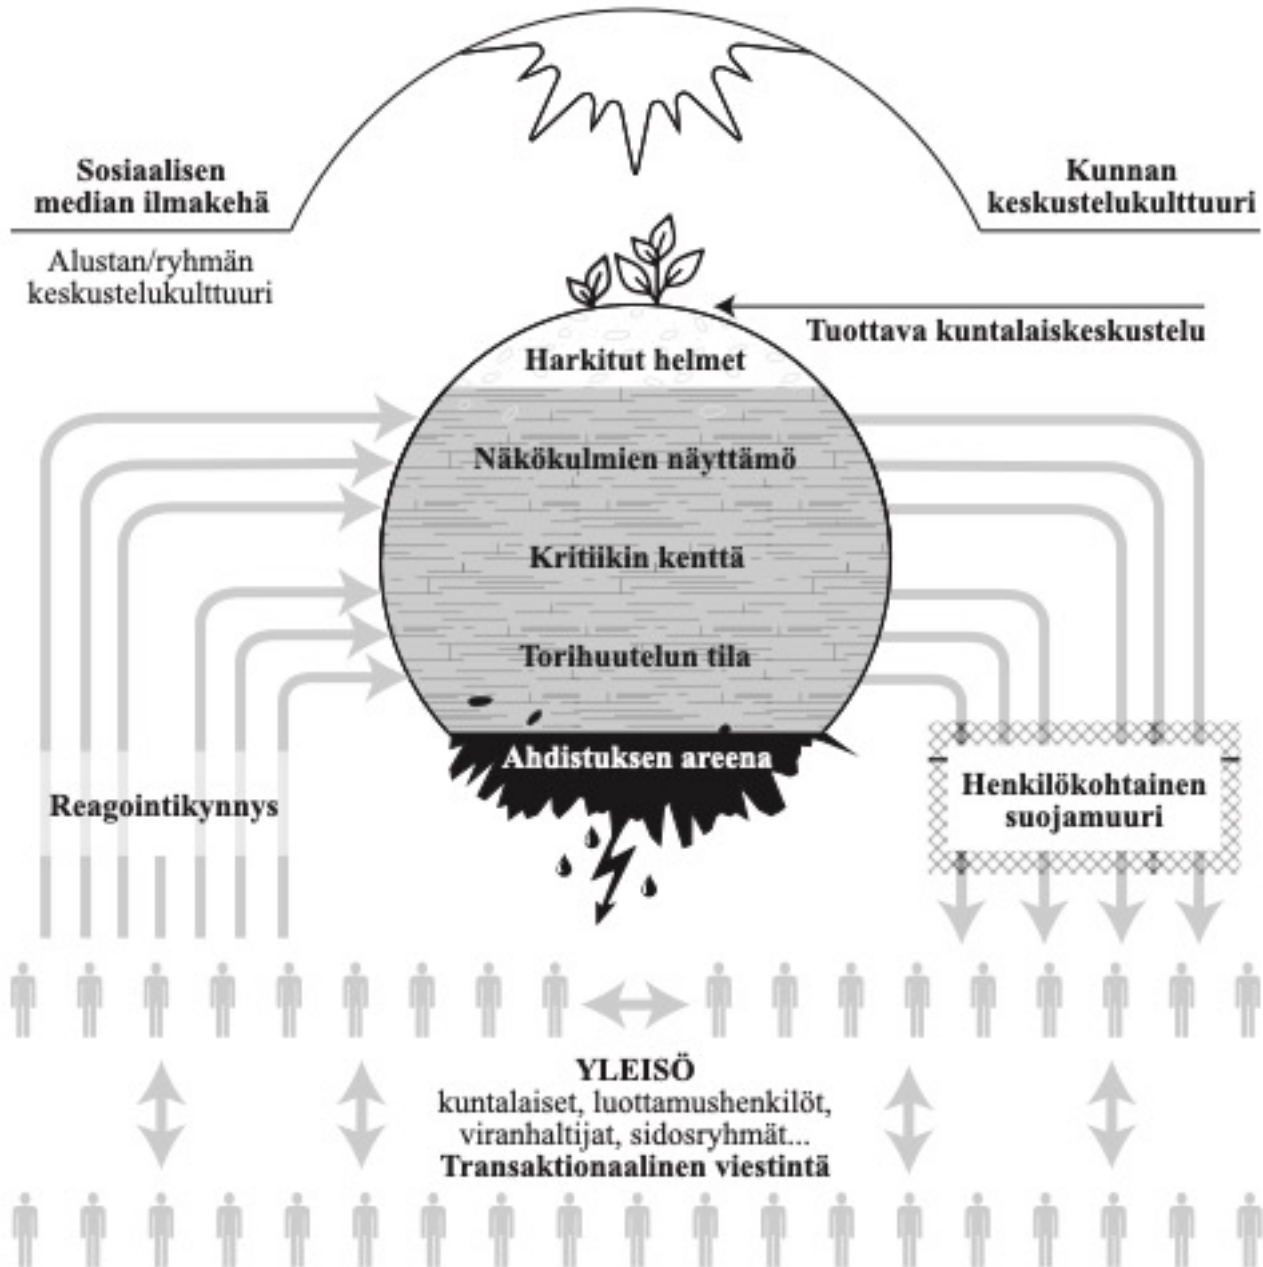 Sosiaalisen
median ilmakehä
Alustan/ryhmän
keskustelukulttuuri
Kunnan
keskustelukulttuuri
Tuottava kuntalaiskeskustelu
Harkitut helmet
Näkökulmien näyttämö
Kritiikin kenttä
Torihuutelun tila
Ahdistuksen areena
Reagointikynnys
Henkilökohtainen
suojamuuri
YLEISÖ
kuntalaiset, luottamushenkilöt,
viranhaltijat, sidosryhmät...
Transaktionaalinen viestintä